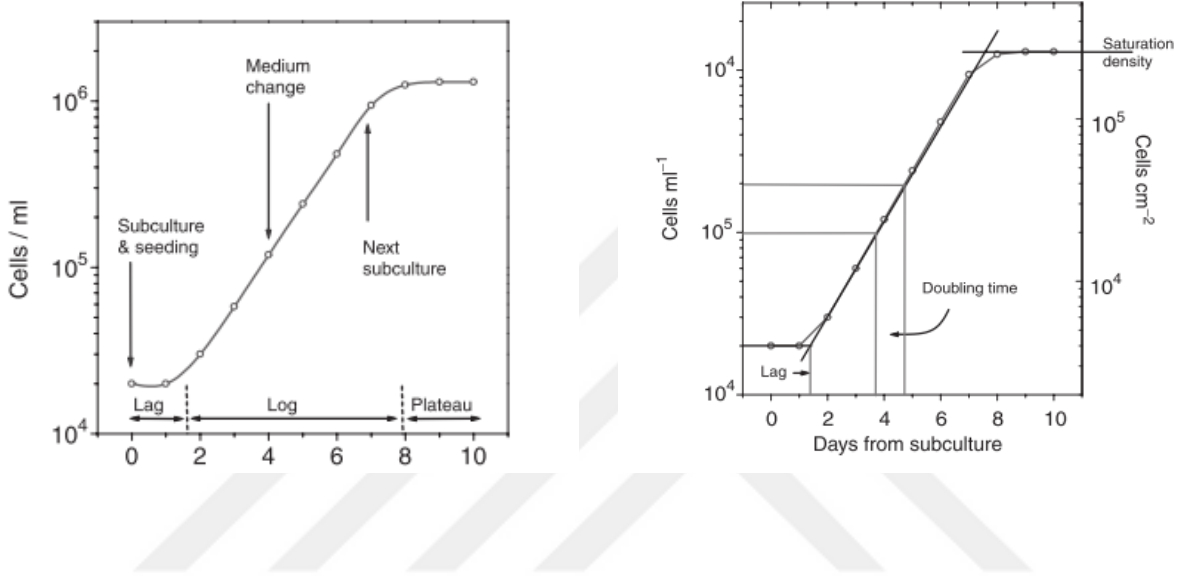 Cells / ml
10⁶
10⁵
10⁴
Subculture
& seeding
Medium
change
Next
subculture
Lag
Log
Plateau
0
2
4
6
8
10
Cells ml⁻¹
10⁴
10⁵
10⁴
Saturation
density
10⁵
10⁴
Cells cm⁻²
Doubling time
Lag
0
2
4
6
8
10
Days from subculture